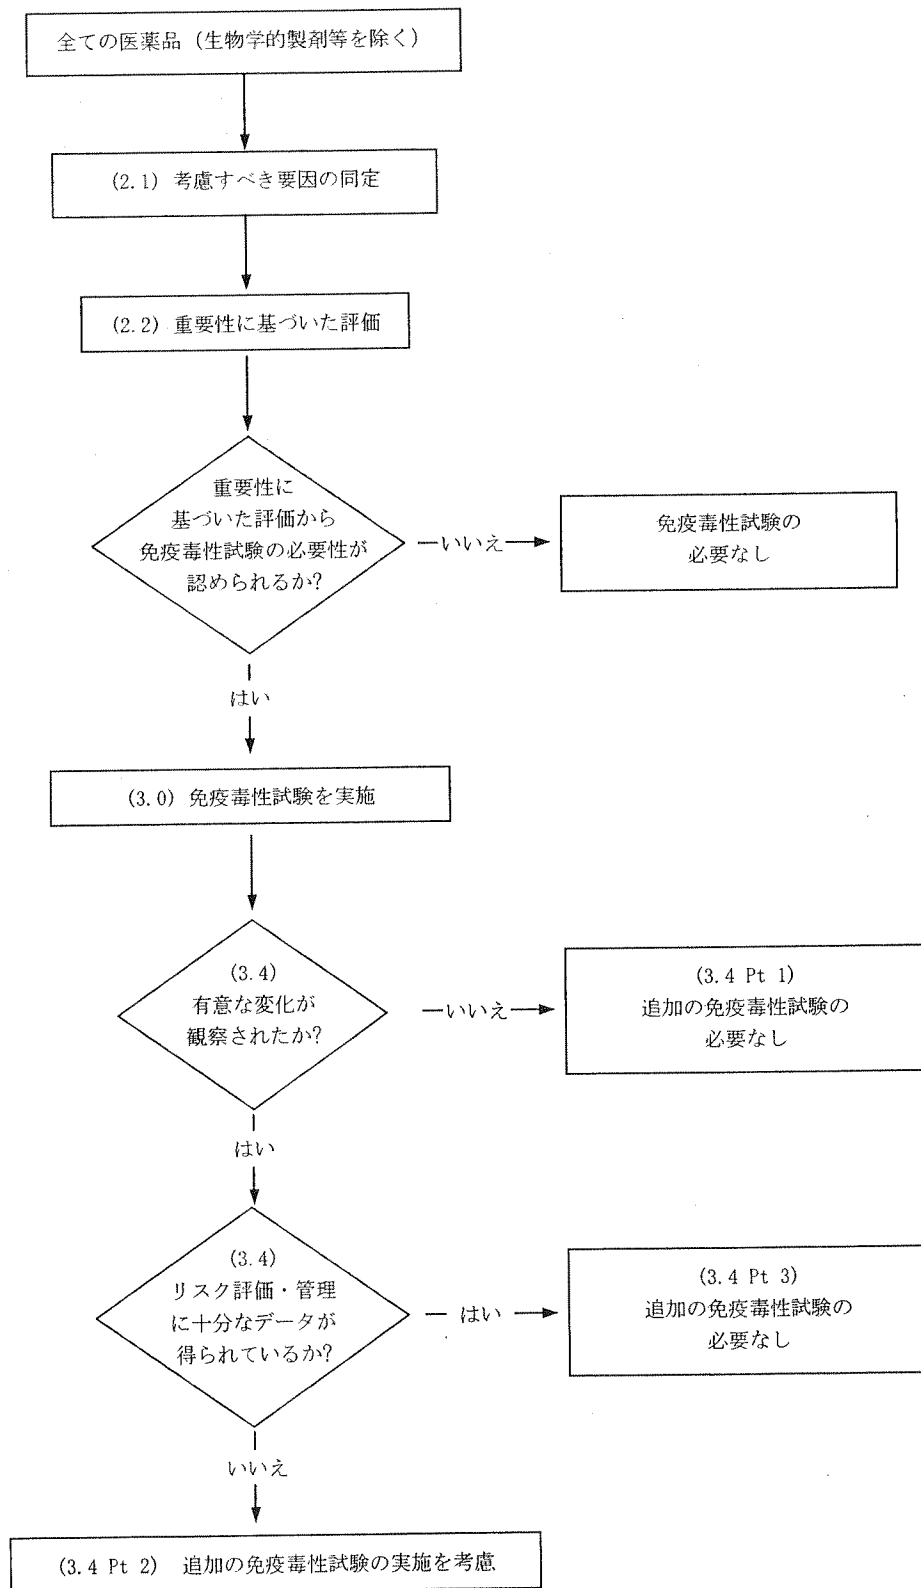 全ての医薬品 (生物学的製剤等を除く)
(2.1) 考慮すべき要因の同定
(2.2) 重要性に基づいた評価
重要性に
基づいた評価から
免疫毒性試験の必要性が
認められるか?
いいえ
免疫毒性試験の
必要なし
はい
(3.0) 免疫毒性試験を実施
(3.4)
有意な変化が
観察されたか?
いいえ
(3.4 Pt 1)
追加の免疫毒性試験の
必要なし
はい
(3.4)
リスク評価・管理
に十分なデータが
得られているか?
はい
(3.4 Pt 3)
追加の免疫毒性試験の
必要なし
いいえ
(3.4 Pt 2) 追加の免疫毒性試験の実施を考慮